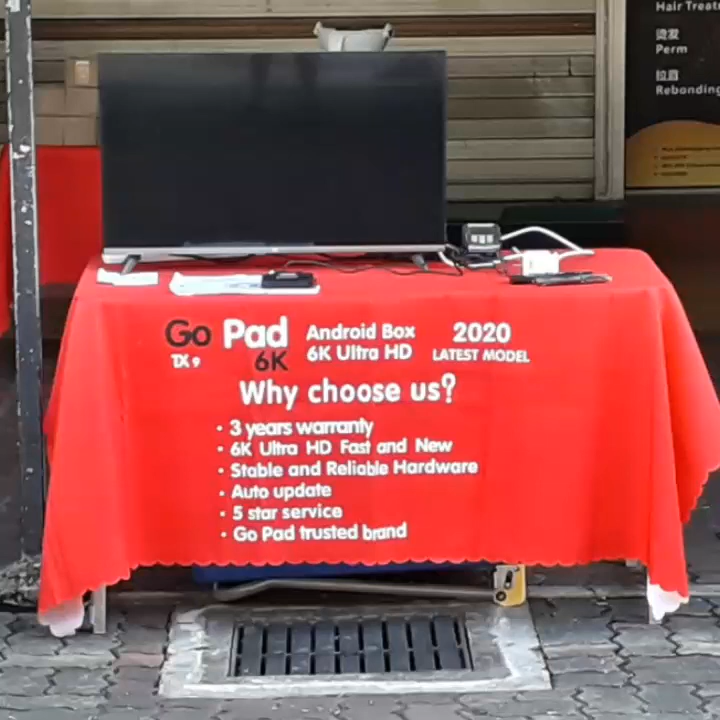 Hair Treat
烫发
Perm
拉直
Rebonding
Go Pad
TX 9
6K
Android Box
6K Ultra HD
2020
LATEST MODEL
Why choose us?
• 3 years warranty
• 6K Ultra HD Fast and New
• Stable and Reliable Hardware
• Auto update
• 5 star service
• Go Pad trusted brand